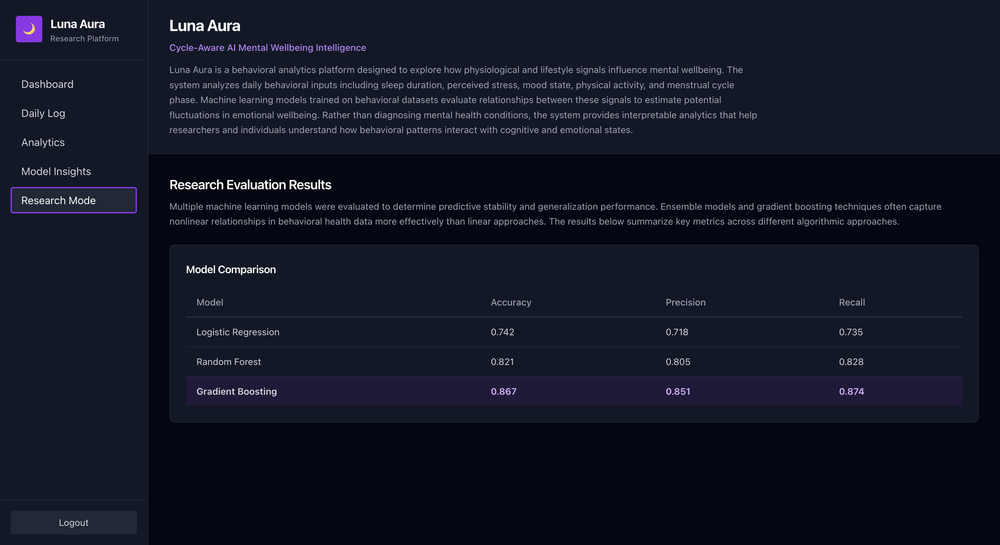 Luna Aura
Research Platform
Dashboard
Daily Log
Analytics
Model Insights
Research Mode
Logout
Luna Aura
Cycle-Aware AI Mental Wellbeing Intelligence
Luna Aura is a behavioral analytics platform designed to explore how physiological and lifestyle signals influence mental wellbeing. The
system analyzes daily behavioral inputs including sleep duration, perceived stress, mood state, physical activity, and menstrual cycle
phase. Machine learning models trained on behavioral datasets evaluate relationships between these signals to estimate potential
fluctuations in emotional wellbeing. Rather than diagnosing mental health conditions, the system provides interpretable analytics that help
researchers and individuals understand how behavioral patterns interact with cognitive and emotional states.
Research Evaluation Results
Multiple machine learning models were evaluated to determine predictive stability and generalization performance. Ensemble models and gradient boosting techniques often capture
nonlinear relationships in behavioral health data more effectively than linear approaches. The results below summarize key metrics across different algorithmic approaches.
Model Comparison
Model Accuracy Precision Recall
Logistic Regression 0.742 0.718 0.735
Random Forest 0.821 0.805 0.828
Gradient Boosting 0.867 0.851 0.874